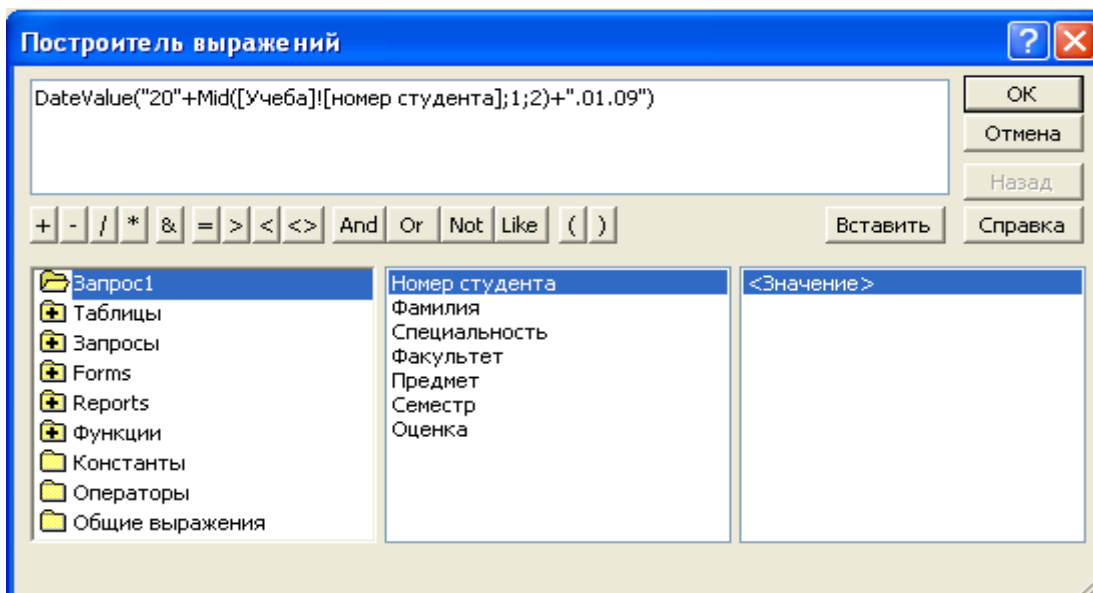 Построитель выражений
DateValue("20"+Mid([Учеба]![номер студента];1;2)+".01.09")
ОК
Отмена
Назад
+ - / * & = > < <> And Or Not Like ( )
Вставить
Справка
Запрос1
Таблицы
Запросы
Forms
Reports
Функции
Константы
Операторы
Общие выражения
Номер студента
Фамилия
Специальность
Факультет
Предмет
Семестр
Оценка
<Значение>